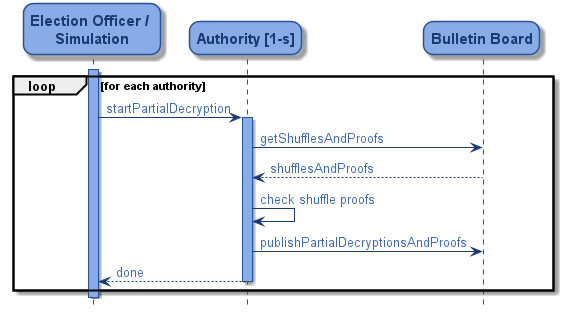 Election Officer /
Simulation
Authority [1-s]
Bulletin Board
loop [for each authority]
startPartialDecryption
getShufflesAndProofs
shufflesAndProofs
check shuffle proofs
publishPartialDecryptionsAndProofs
done